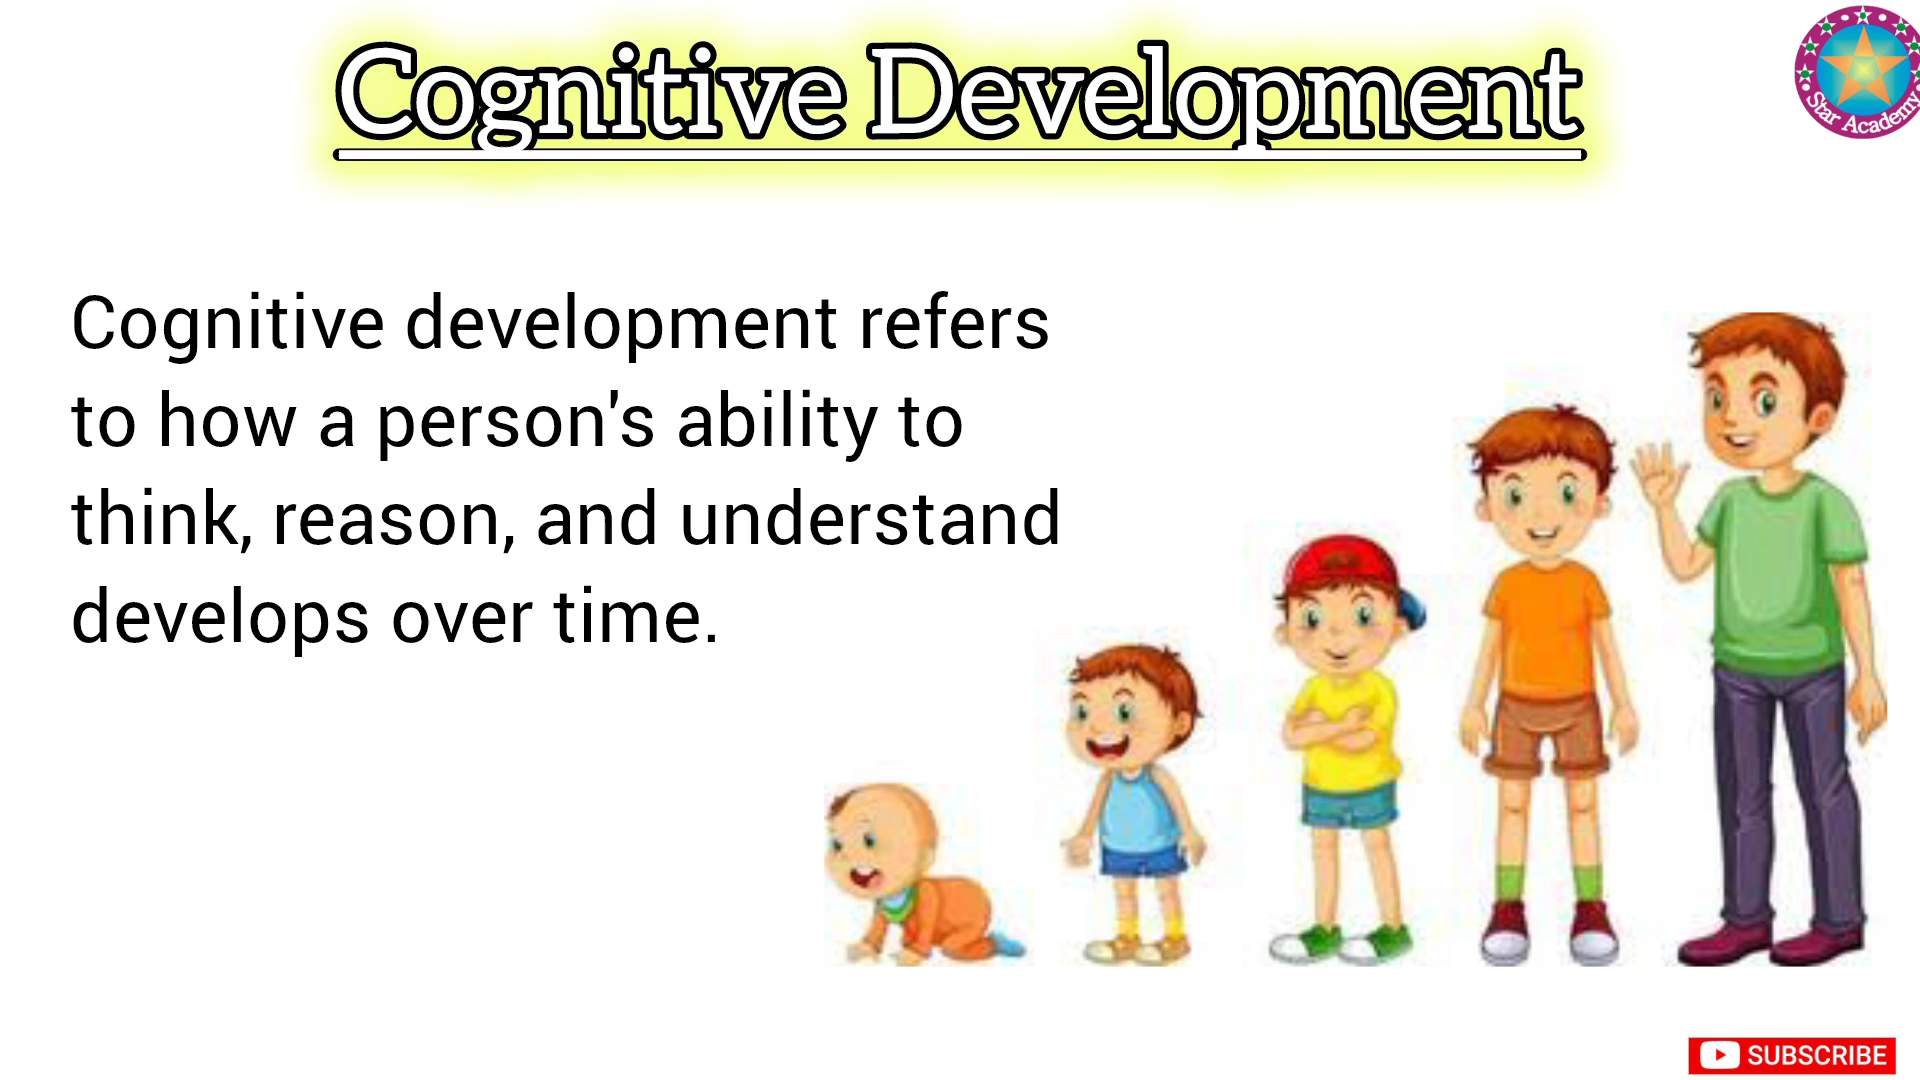 Cognitive Development
Star Academy
Cognitive development refers
to how a person's ability to
think, reason, and understand
develops over time.
SUBSCRIBE